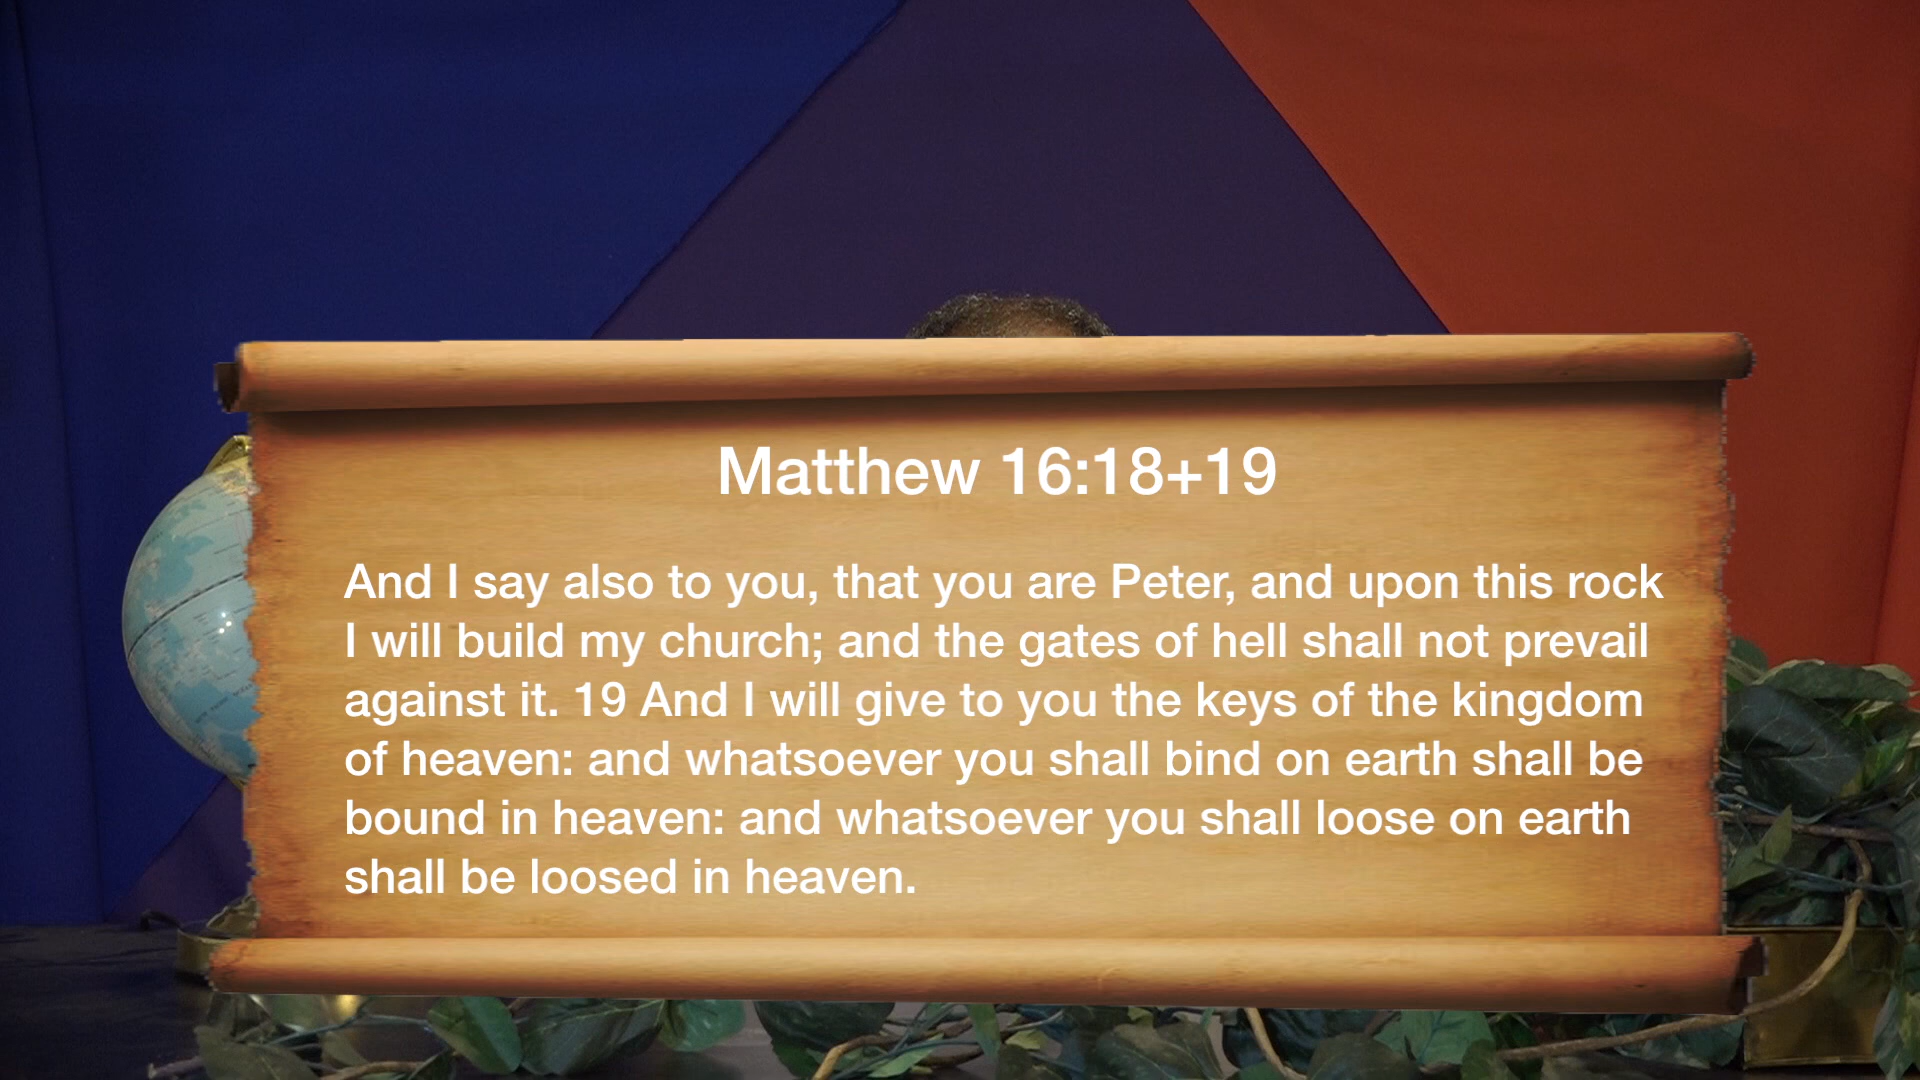 Matthew 16:18+19
And I say also to you, that you are Peter, and upon this rock
I will build my church; and the gates of hell shall not prevail
against it. 19 And I will give to you the keys of the kingdom
of heaven: and whatsoever you shall bind on earth shall be
bound in heaven: and whatsoever you shall loose on earth
shall be loosed in heaven.